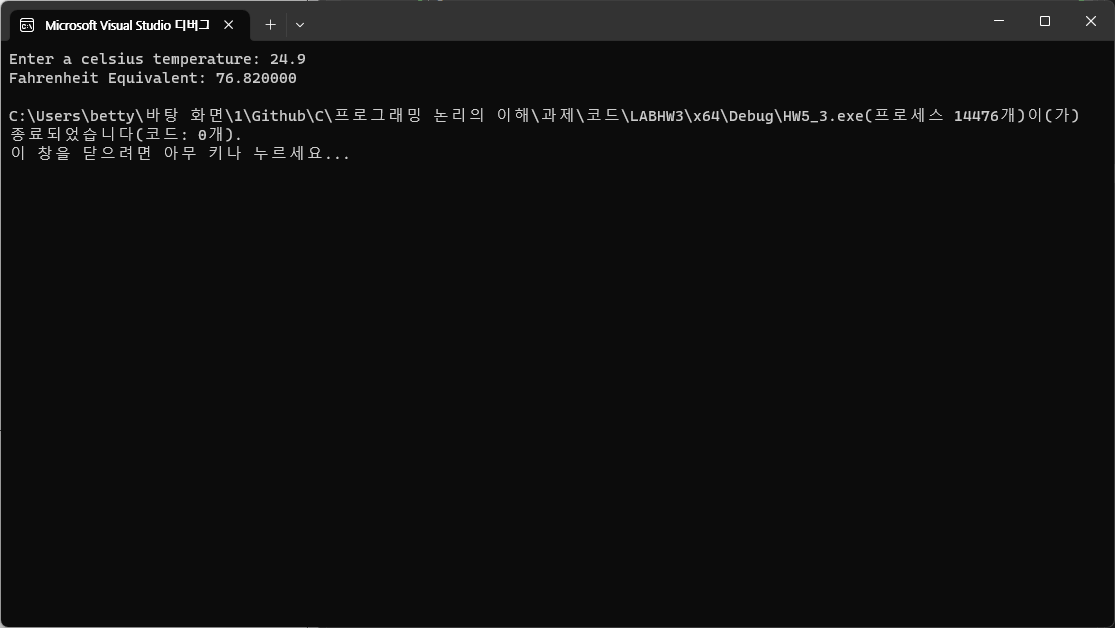 Microsoft Visual Studio 디버그
Enter a celsius temperature: 24.9
Fahrenheit Equivalent: 76.820000
C:\Users\betty\바탕 화면\1\Github\C\프로그래밍 논리의 이해\과제\코드\LABHW3\x64\Debug\HW5_3.exe(프로세스 14476개)이(가)
종료되었습니다(코드: 0개).
이 창을 닫으려면 아무 키나 누르세요...